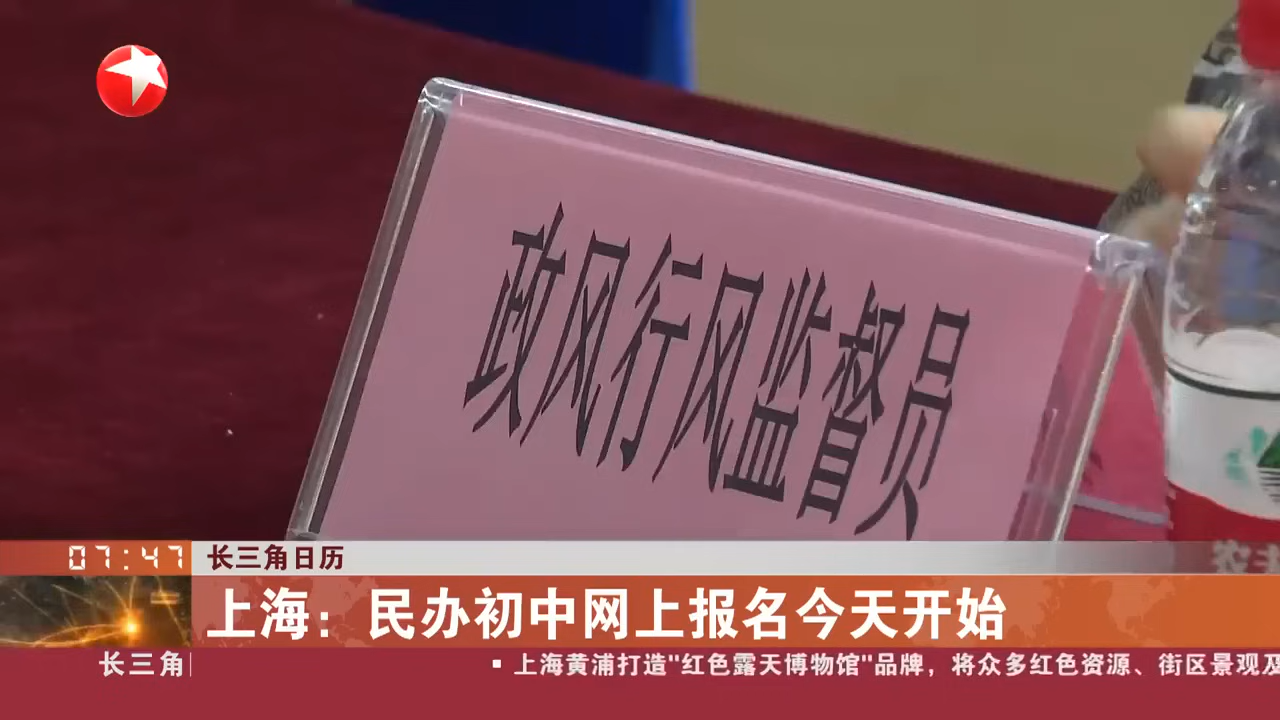 政风行风监督员
07:47
长三角日历
上海：民办初中网上报名今天开始
长三角
▪上海黄浦打造"红色露天博物馆"品牌，将众多红色资源、街区景观及